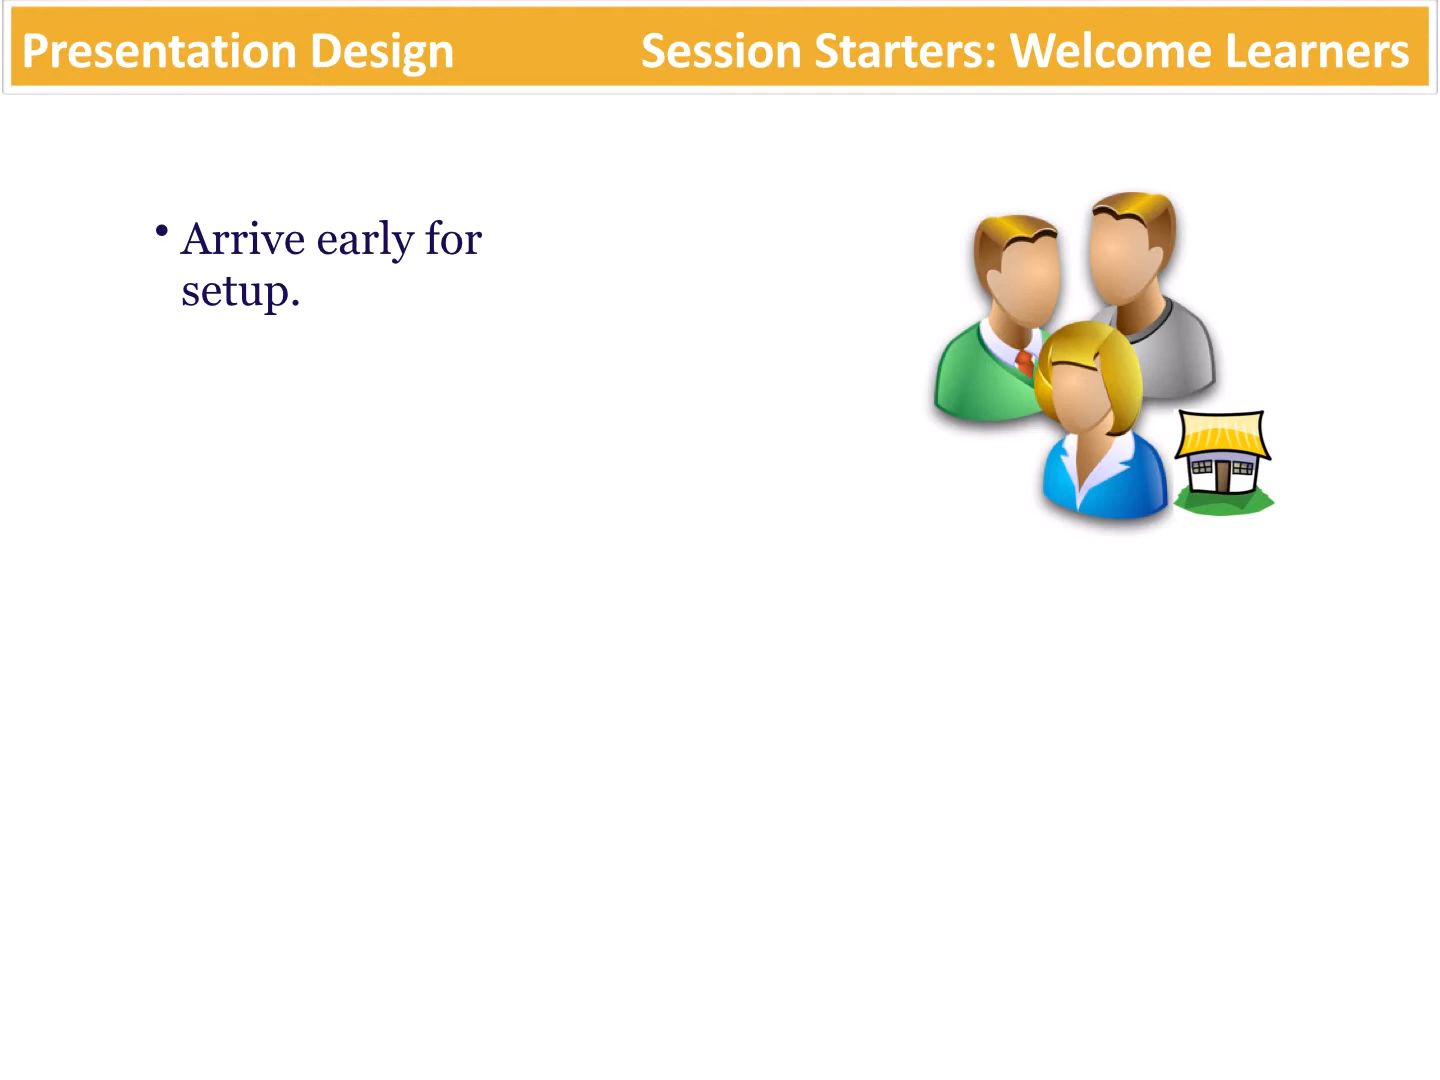 Presentation Design Session Starters: Welcome Learners
• Arrive early for
setup.